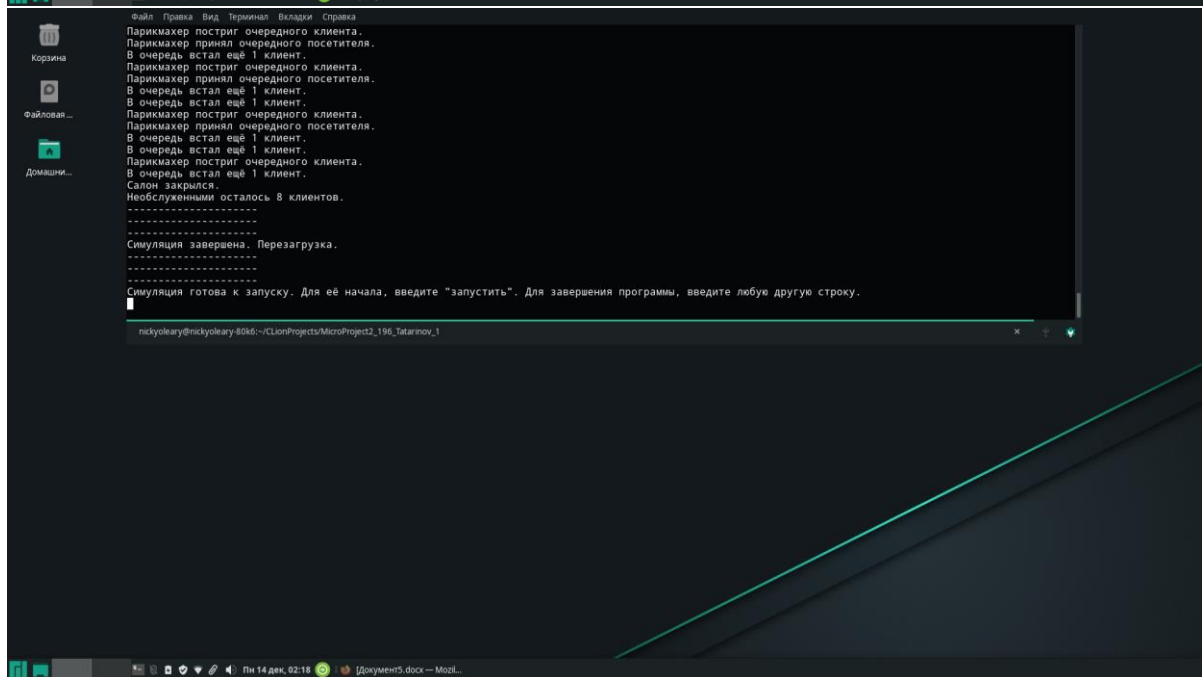 Файл Правка Вид Терминал Вкладки Справка
Парикмахер постриг очередного клиента.
Парикмахер принял очередного посетителя.
В очередь встал ещё 1 клиент.
Парикмахер постриг очередного клиента.
Парикмахер принял очередного посетителя.
В очередь встал ещё 1 клиент.
В очередь встал ещё 1 клиент.
Парикмахер постриг очередного клиента.
Парикмахер принял очередного посетителя.
В очередь встал ещё 1 клиент.
В очередь встал ещё 1 клиент.
Парикмахер постриг очередного клиента.
В очередь встал ещё 1 клиент.
Салон закрылся.
Необслуженными осталось 8 клиентов.
---------------------
---------------------
---------------------
Симуляция завершена. Перезагрузка.
---------------------
---------------------
---------------------
Симуляция готова к запуску. Для её начала, введите "запустить". Для завершения программы, введите любую другую строку.
nickyoleary@nickyoleary-80k6:~/CLionProjects/MicroProject2_196_Tatarinov_1
Корзина
Файловая ...
Домашни...
Пн 14 дек, 02:18
[Документ5.docx — Mozil...